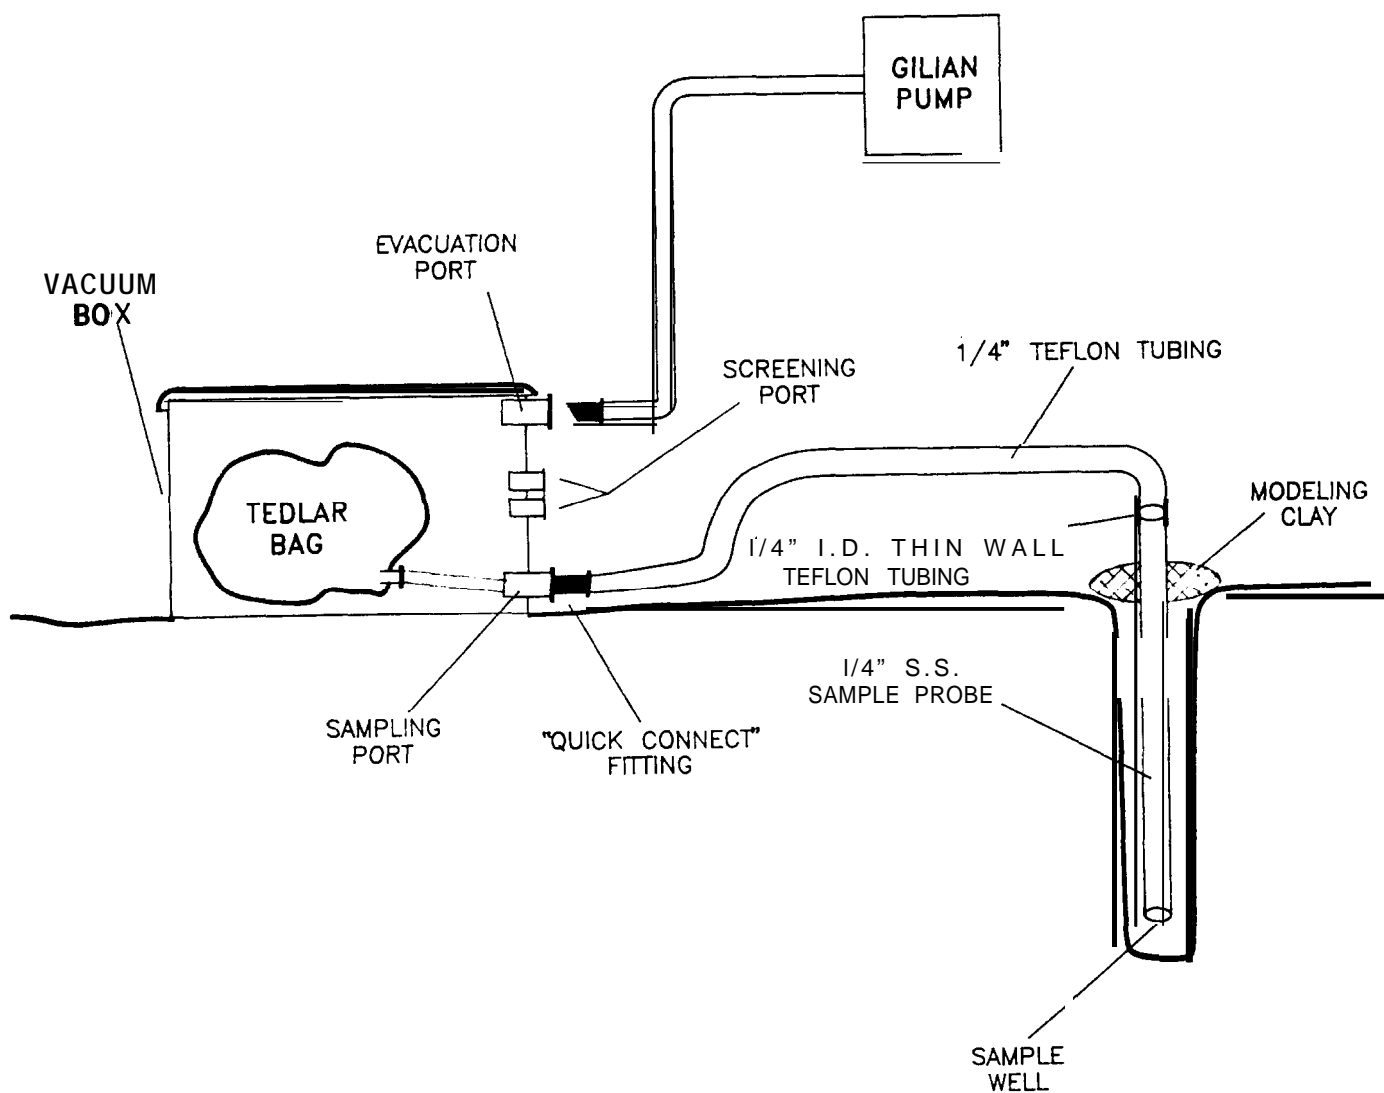 GILIAN
PUMP
EVACUATION
PORT
VACUUM
BOX
1/4" TEFLON TUBING
SCREENING
PORT
MODELING
CLAY
TEDLAR
BAG
1/4" I.D. THIN WALL
TEFLON TUBING
1/4" S.S.
SAMPLE PROBE
SAMPLING
PORT
"QUICK CONNECT"
FITTING
SAMPLE
WELL